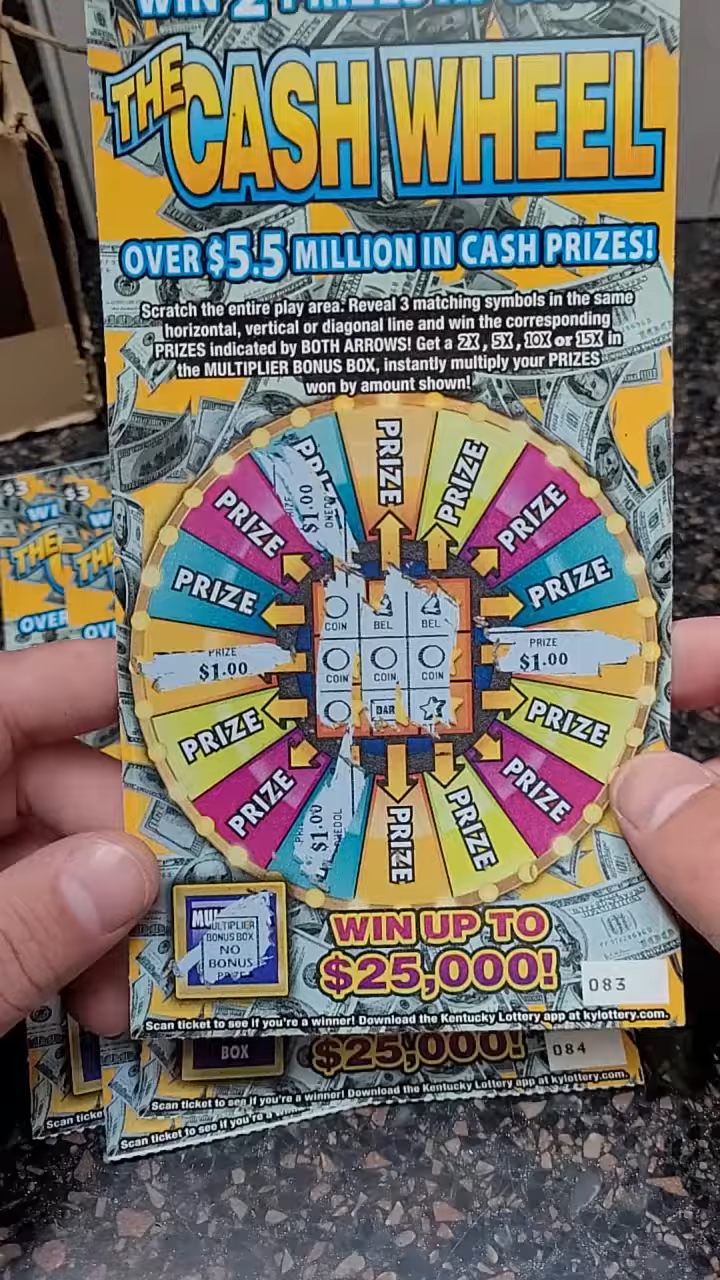 THE CASH WHEEL
OVER $5.5 MILLION IN CASH PRIZES!
Scratch the entire play area. Reveal 3 matching symbols in the same
horizontal, vertical or diagonal line and win the corresponding
PRIZES indicated by BOTH ARROWS! Get a 2X, 5X, 10X or 15X in
the MULTIPLIER BONUS BOX, instantly multiply your PRIZES
won by amount shown!
PRIZE
PRIZE
PRIZE
PRIZE
PRIZE
$1.00
PRIZE
PRIZE
COIN BEL BEL
PRIZE
$1.00
COIN COIN COIN
PRIZE
$1.00
BAR
PRIZE
PRIZE
PRIZE
PRIZE
$1.00
PRIZE
PRIZE
MULTIPLIER
BONUS BOX
NO
BONUS
WIN UP TO
$25,000!
083
Scan ticket to see if you're a winner! Download the Kentucky Lottery app at kylottery.com.
BOX
$25,000!
084
Scan ticket to see if you're a winner! Download the Kentucky Lottery app at kylottery.com.
Scan ticket to see if you're a
Scan ticke
$3
$3
THE
OVER